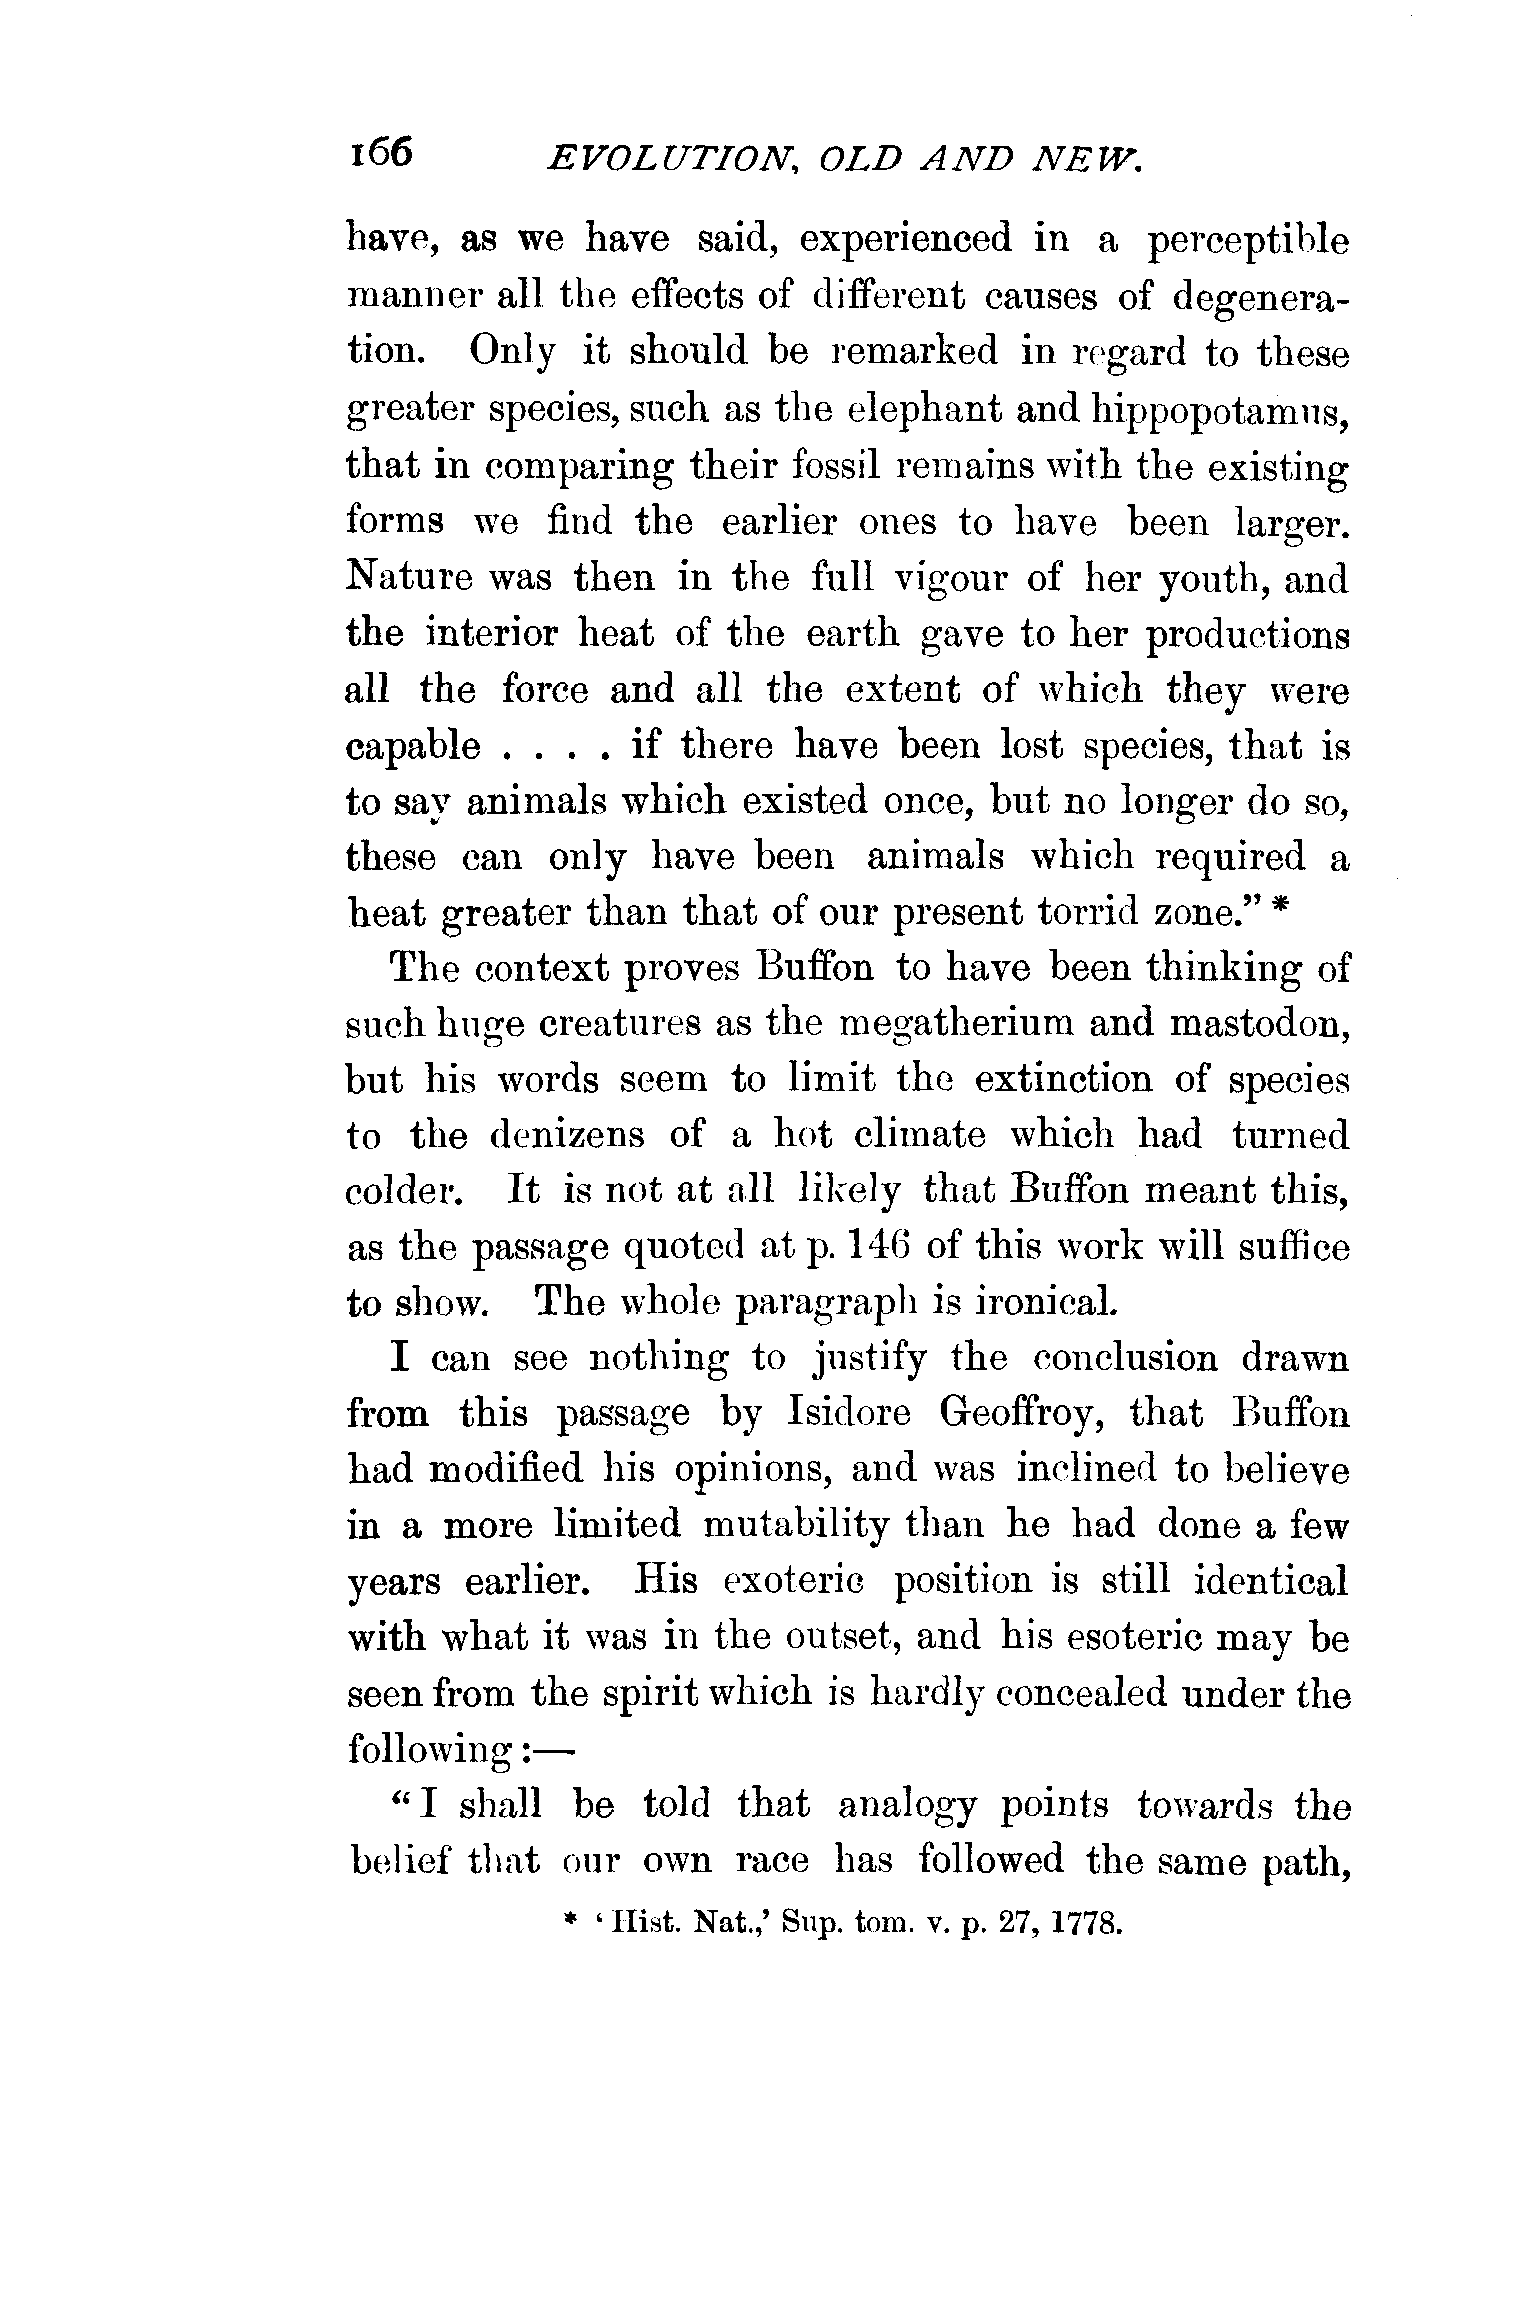 166 EVOLUTION, OLD AND NEW.
have, as we have said, experienced in a perceptible
manner all the effects of different causes of degenera-
tion. Only it should be remarked in regard to these
greater species, such as the elephant and hippopotamus,
that in comparing their fossil remains with the existing
forms we find the earlier ones to have been larger.
Nature was then in the full vigour of her youth, and
the interior heat of the earth gave to her productions
all the force and all the extent of which they were
capable . . . . if there have been lost species, that is
to say animals which existed once, but no longer do so,
these can only have been animals which required a
heat greater than that of our present torrid zone.” *
The context proves Buffon to have been thinking of
such huge creatures as the megatherium and mastodon,
but his words seem to limit the extinction of species
to the denizens of a hot climate which had turned
colder. It is not at all likely that Buffon meant this,
as the passage quoted at p. 146 of this work will suffice
to show. The whole paragraph is ironical.
I can see nothing to justify the conclusion drawn
from this passage by Isidore Geoffroy, that Buffon
had modified his opinions, and was inclined to believe
in a more limited mutability than he had done a few
years earlier. His exoteric position is still identical
with what it was in the outset, and his esoteric may be
seen from the spirit which is hardly concealed under the
following :—
“ I shall be told that analogy points towards the
belief that our own race has followed the same path,
* ‘ Hist. Nat.,’ Sup. tom. v. p. 27, 1778.